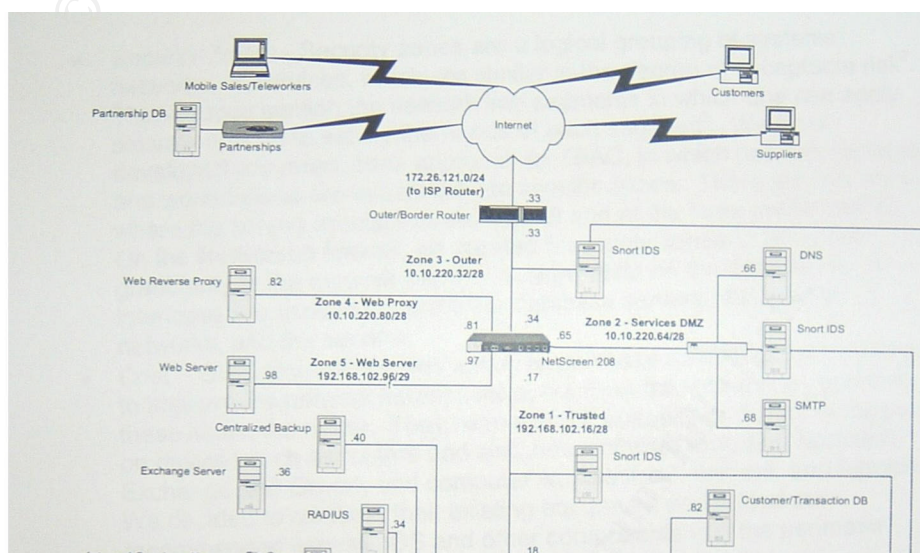 Mobile Sales/Teleworkers
Customers
Partnership DB
Internet
Partnerships
Suppliers
172.26.121.0/24
(to ISP Router)
.33
Outer/Border Router
.33
Zone 3 - Outer
10.10.220.32/28
Snort IDS
DNS
.66
Web Reverse Proxy
.82
Zone 4 - Web Proxy
10.10.220.80/28
.34
.81
.65
Zone 2 - Services DMZ
10.10.220.64/28
Snort IDS
.97
NetScreen 208
.17
Web Server
.98
Zone 5 - Web Server
192.168.102.96/29
SMTP
.68
Zone 1 - Trusted
192.168.102.16/28
Centralized Backup
.40
Snort IDS
Exchange Server
.36
RADIUS
.34
.82
Customer/Transaction DB
.18